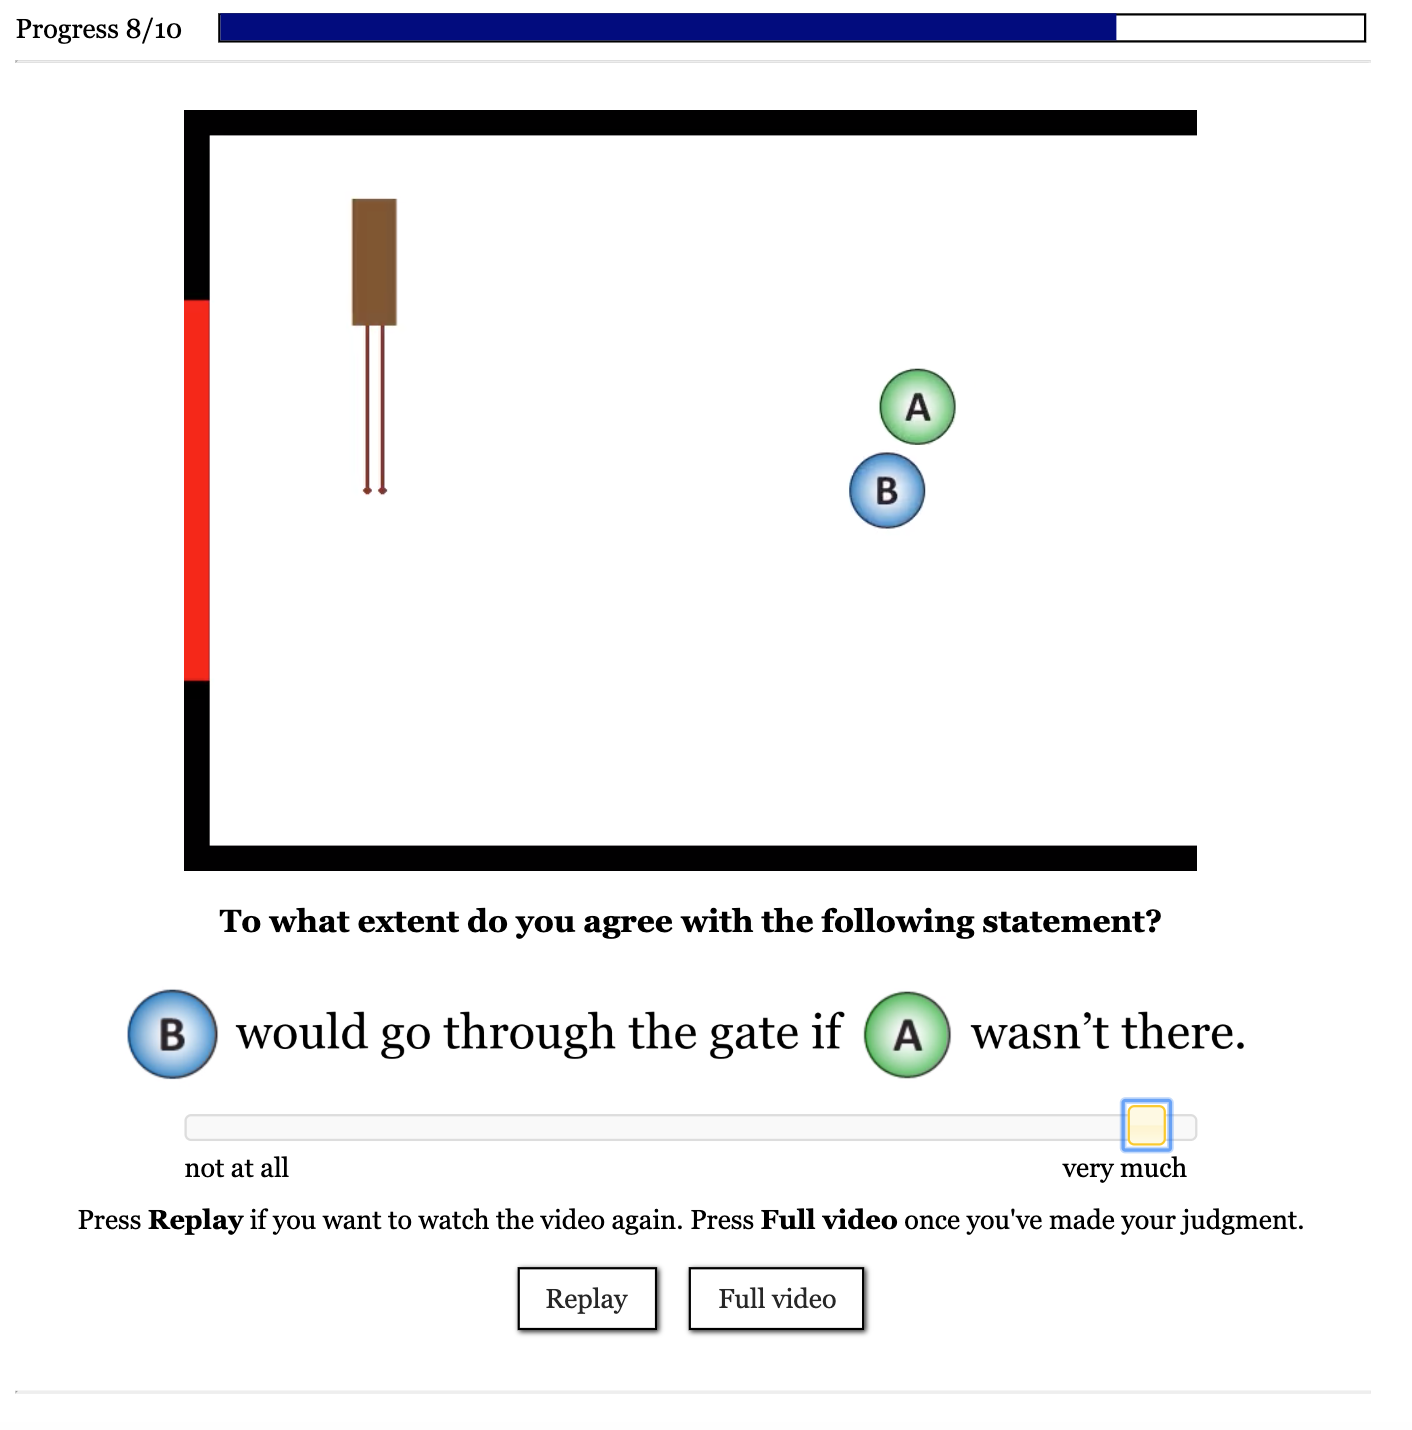 Progress 8/10
A
B
To what extent do you agree with the following statement?
B would go through the gate if A wasn’t there.
not at all very much
Press Replay if you want to watch the video again. Press Full video once you've made your judgment.
Replay Full video